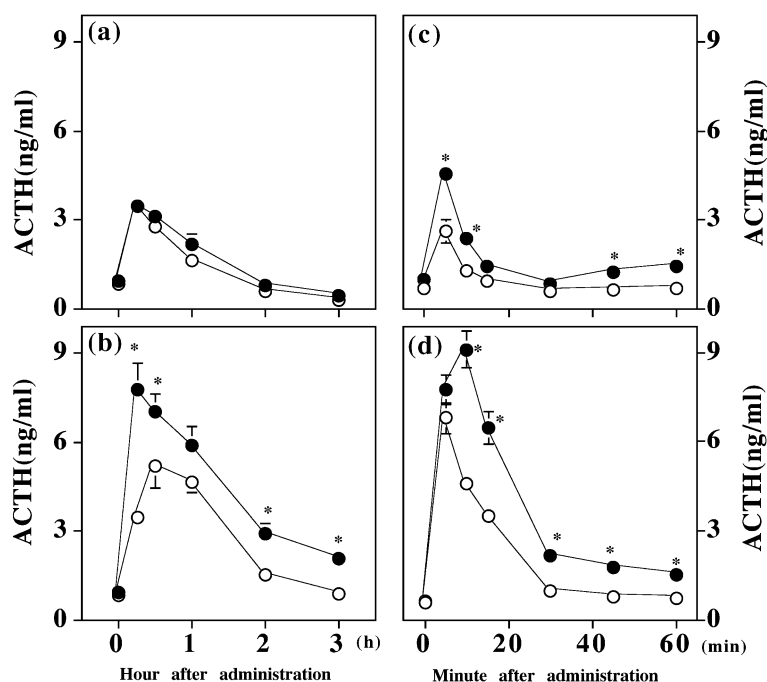 (a)
(c)
9
6
3
0
ACTH(ng/ml)
*
*
*
*
9
6
3
0
ACTH(ng/ml)
(b)
(d)
9
6
3
0
ACTH(ng/ml)
*
*
*
*
*
*
*
*
*
9
6
3
0
ACTH(ng/ml)
0 1 2 3 (h)
0 20 40 60 (min)
Hour after administration
Minute after administration